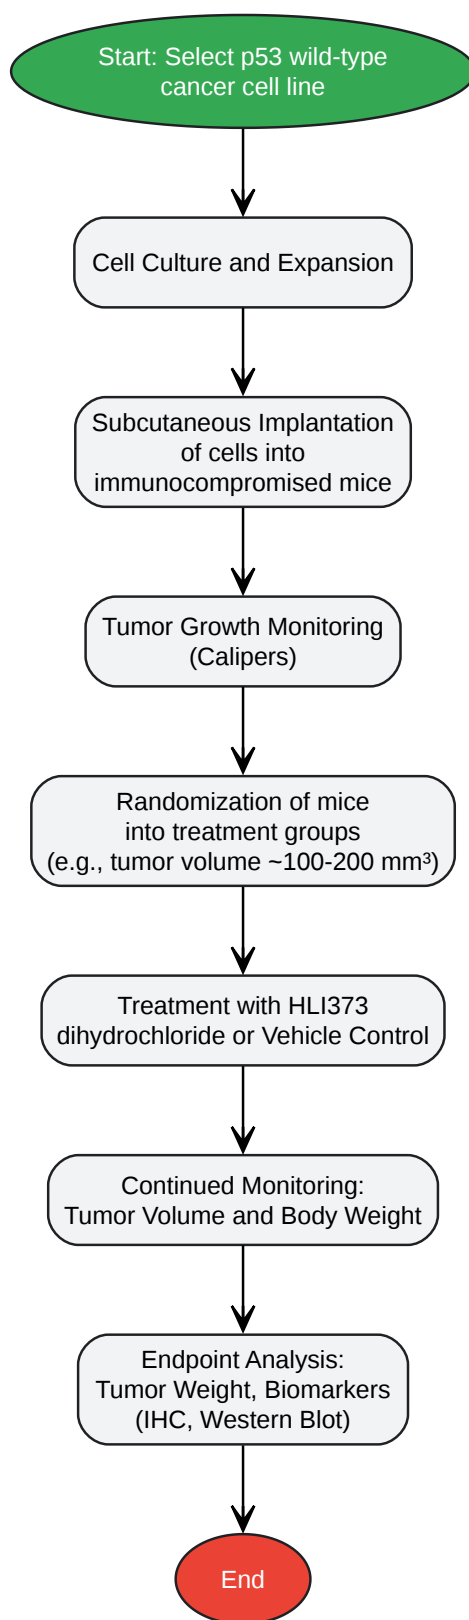 Start: Select p53 wild-type
cancer cell line
Cell Culture and Expansion
Subcutaneous Implantation
of cells into
immunocompromised mice
Tumor Growth Monitoring
(Calipers)
Randomization of mice
into treatment groups
(e.g., tumor volume ~100-200 mm³)
Treatment with HLI373
dihydrochloride or Vehicle Control
Continued Monitoring:
Tumor Volume and Body Weight
Endpoint Analysis:
Tumor Weight, Biomarkers
(IHC, Western Blot)
End